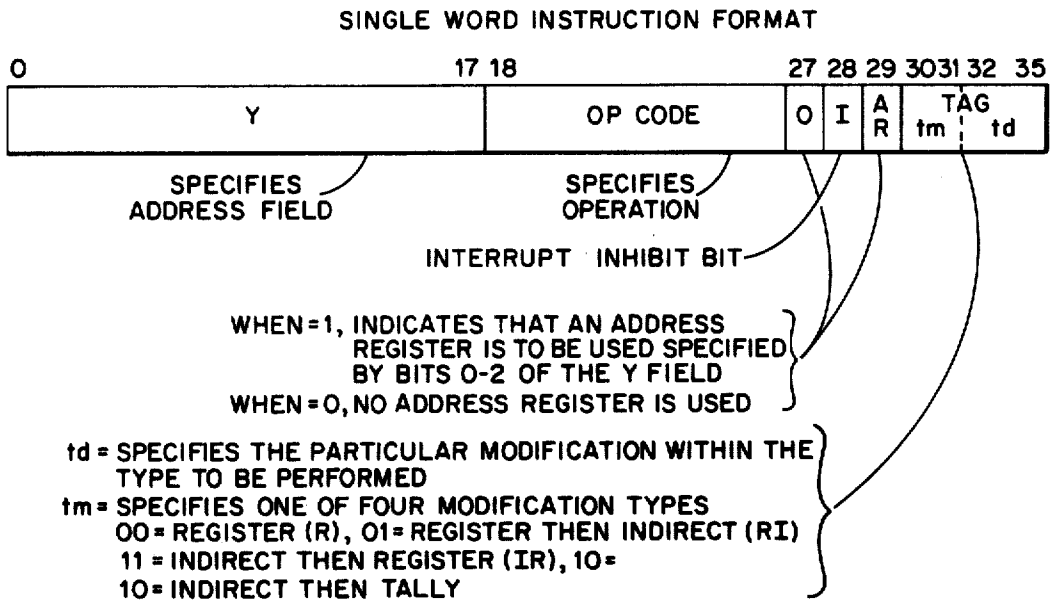 SINGLE WORD INSTRUCTION FORMAT
0 17 18 27 28 29 30 31 32 35
Y OP CODE O I A R TAG tm td
SPECIFIES ADDRESS FIELD
SPECIFIES OPERATION
INTERRUPT INHIBIT BIT
WHEN=1, INDICATES THAT AN ADDRESS
REGISTER IS TO BE USED SPECIFIED
BY BITS 0-2 OF THE Y FIELD
WHEN=0, NO ADDRESS REGISTER IS USED
td = SPECIFIES THE PARTICULAR MODIFICATION WITHIN THE
TYPE TO BE PERFORMED
tm = SPECIFIES ONE OF FOUR MODIFICATION TYPES
00 = REGISTER (R), 01 = REGISTER THEN INDIRECT (RI)
11 = INDIRECT THEN REGISTER (IR), 10 =
10 = INDIRECT THEN TALLY